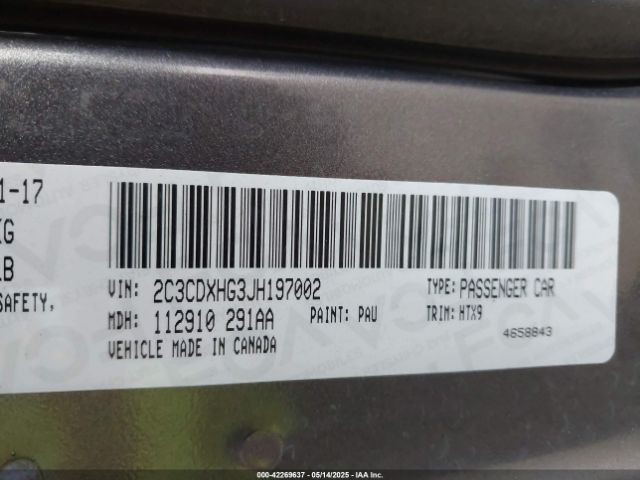 1-17
KG
LB
SAFETY,
VIN: 2C3CDXHG3JH197002
TYPE: PASSENGER CAR
MDH: 112910 291AA
PAINT: PAU
TRIM: HTX9
VEHICLE MADE IN CANADA
4658843
000-42269637 - 05/14/2025 - © IAA Inc.